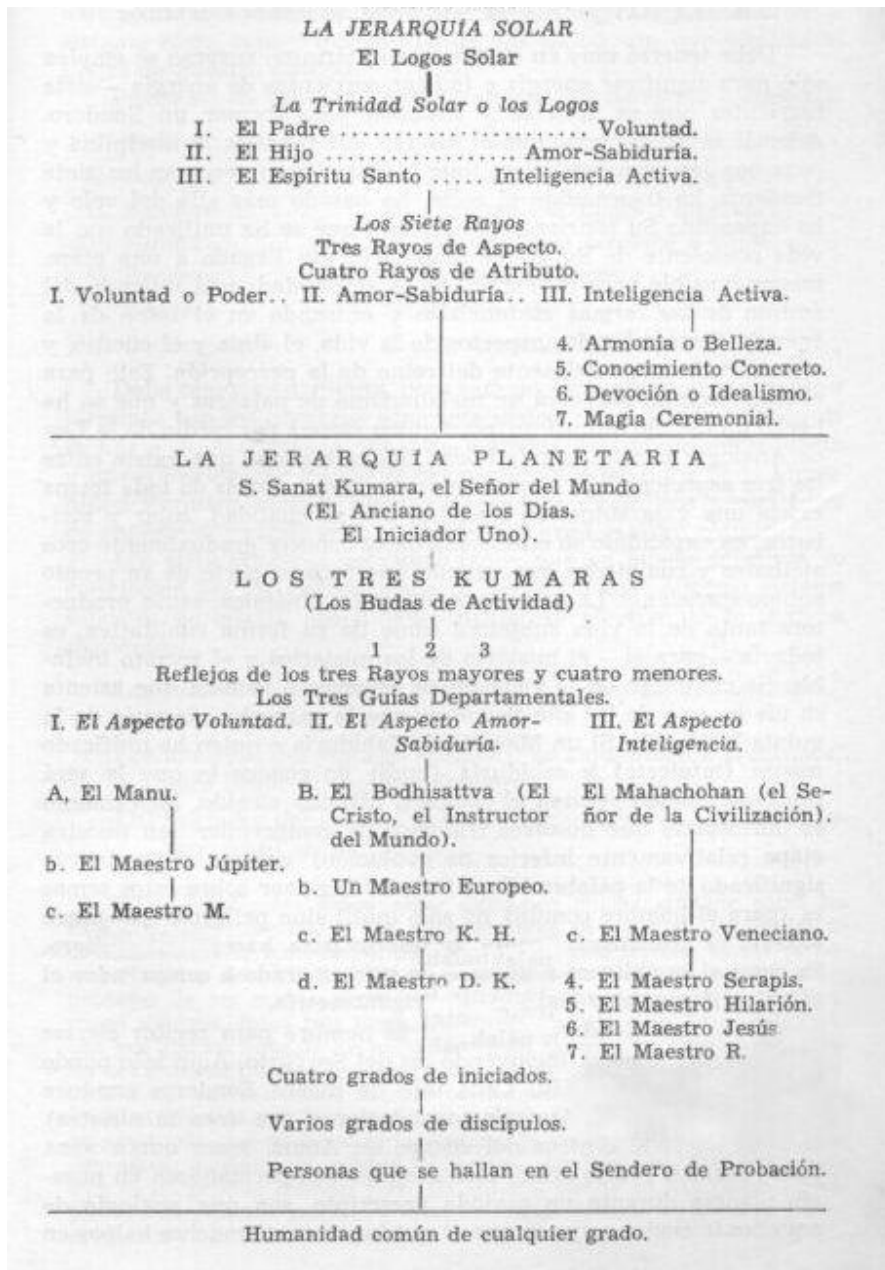 LA JERARQUÍA SOLAR
El Logos Solar
La Trinidad Solar o los Logos
I. El Padre ...................... Voluntad.
II. El Hijo ................ Amor-Sabiduría.
III. El Espíritu Santo ..... Inteligencia Activa.
Los Siete Rayos
Tres Rayos de Aspecto.
Cuatro Rayos de Atributo.
I. Voluntad o Poder.. II. Amor-Sabiduría.. III. Inteligencia Activa.
4. Armonía o Belleza.
5. Conocimiento Concreto.
6. Devoción o Idealismo.
7. Magia Ceremonial.
LA JERARQUÍA PLANETARIA
S. Sanat Kumara, el Señor del Mundo
(El Anciano de los Días.
El Iniciador Uno).
LOS TRES KUMARAS
(Los Budas de Actividad)
1 2 3
Reflejos de los tres Rayos mayores y cuatro menores.
Los Tres Guías Departamentales.
I. El Aspecto Voluntad. II. El Aspecto Amor- III. El Aspecto
Sabiduría. Inteligencia.
A, El Manu. B. El Bodhisattva (El El Mahachohan (el Se-
Cristo, el Instructor ñor de la Civilización).
del Mundo).
b. El Maestro Júpiter.
b. Un Maestro Europeo.
c. El Maestro M.
c. El Maestro K. H. c. El Maestro Veneciano.
d. El Maestro D. K. 4. El Maestro Serapis.
5. El Maestro Hilarión.
6. El Maestro Jesús
7. El Maestro R.
Cuatro grados de iniciados.
Varios grados de discípulos.
Personas que se hallan en el Sendero de Probación.
Humanidad común de cualquier grado.